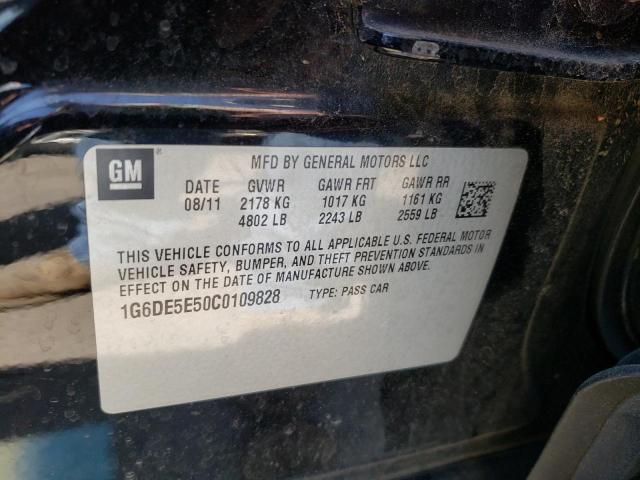 GM
MFD BY GENERAL MOTORS LLC
DATE GVWR GAWR FRT GAWR RR
08/11 2178 KG 1017 KG 1161 KG
4802 LB 2243 LB 2559 LB
THIS VEHICLE CONFORMS TO ALL APPLICABLE U.S. FEDERAL MOTOR
VEHICLE SAFETY, BUMPER, AND THEFT PREVENTION STANDARDS IN
EFFECT ON THE DATE OF MANUFACTURE SHOWN ABOVE.
1G6DE5E50C0109828 TYPE: PASS CAR